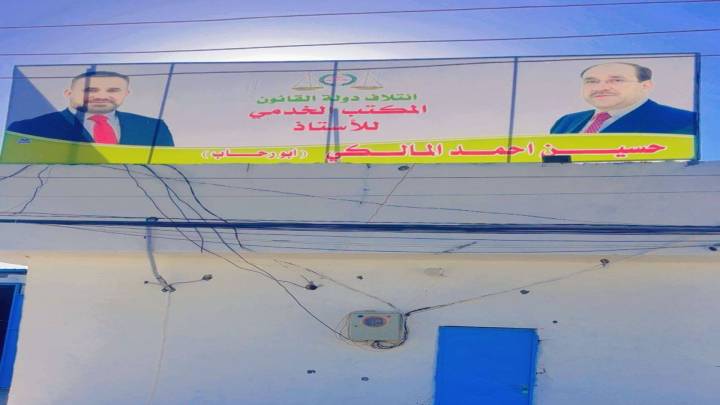 ائتلاف دولة القانون
المكتب الخدمي
للأستاذ
حسين احمد المالكي ((ابو رحاب))